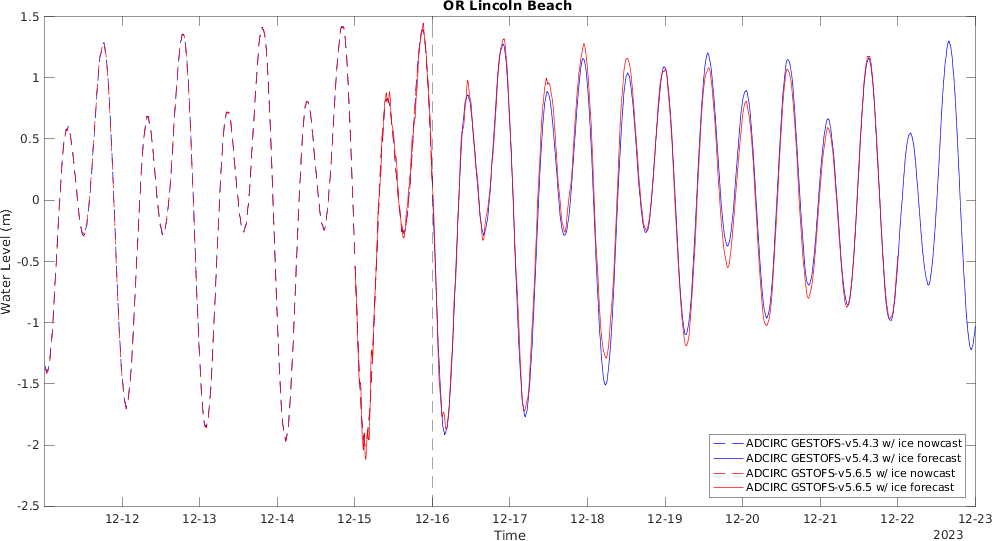 OR Lincoln Beach
1.5
1
0.5
0
-0.5
-1
-1.5
-2
-2.5
Water Level (m)
ADCIRC GESTOFS-v5.4.3 w/ ice nowcast
ADCIRC GESTOFS-v5.4.3 w/ ice forecast
ADCIRC GSTOFS-v5.6.5 w/ ice nowcast
ADCIRC GSTOFS-v5.6.5 w/ ice forecast
12-12 12-13 12-14 12-15 12-16 12-17 12-18 12-19 12-20 12-21 12-22 12-23
Time
2023